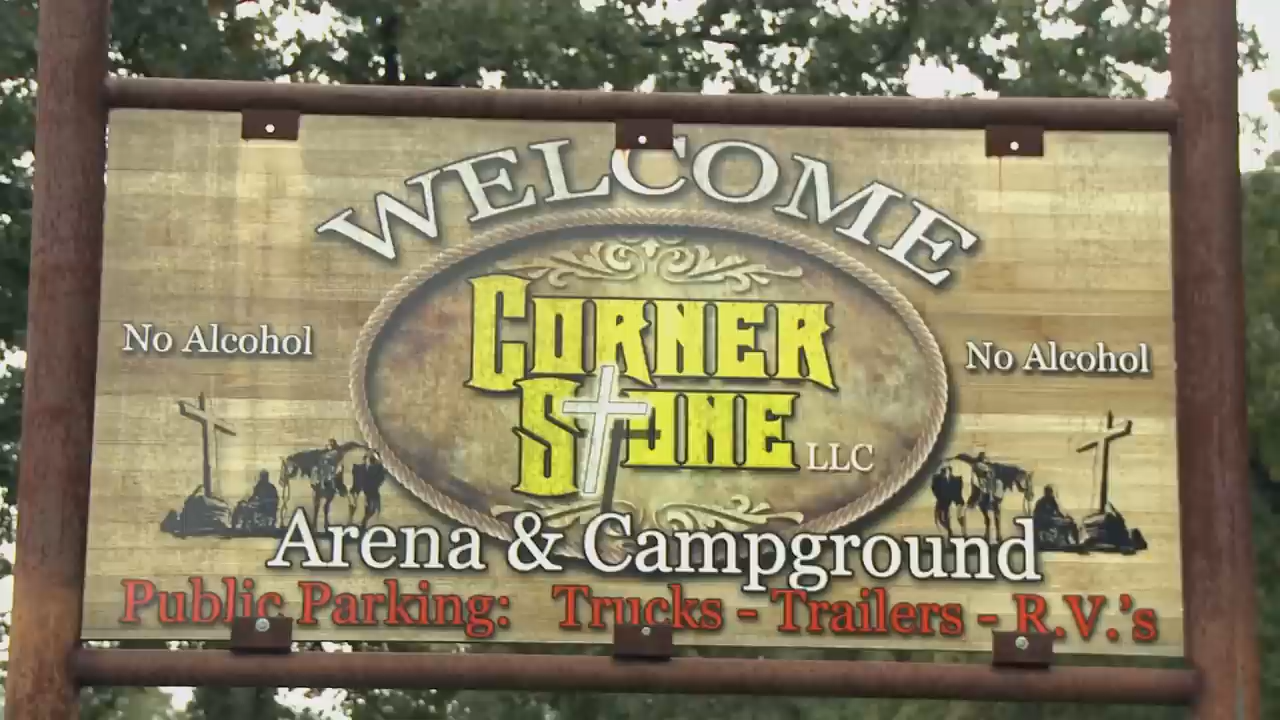 WELCOME
CORNER
STONE
LLC
No Alcohol
No Alcohol
Arena & Campground
Public Parking: Trucks - Trailers - R.V.'s